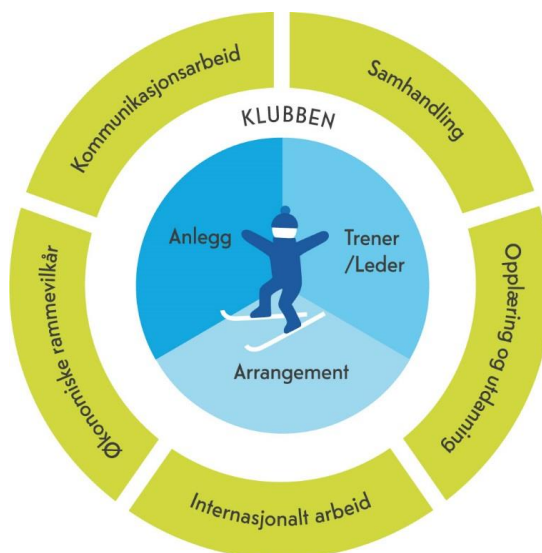 Kommunikasjonsarbeid
Samhandling
KLUBBEN
Anlegg
Trener
/Leder
Arrangement
Økonomiske rammevilkår
Opplæring og utdanning
Internasjonalt arbeid